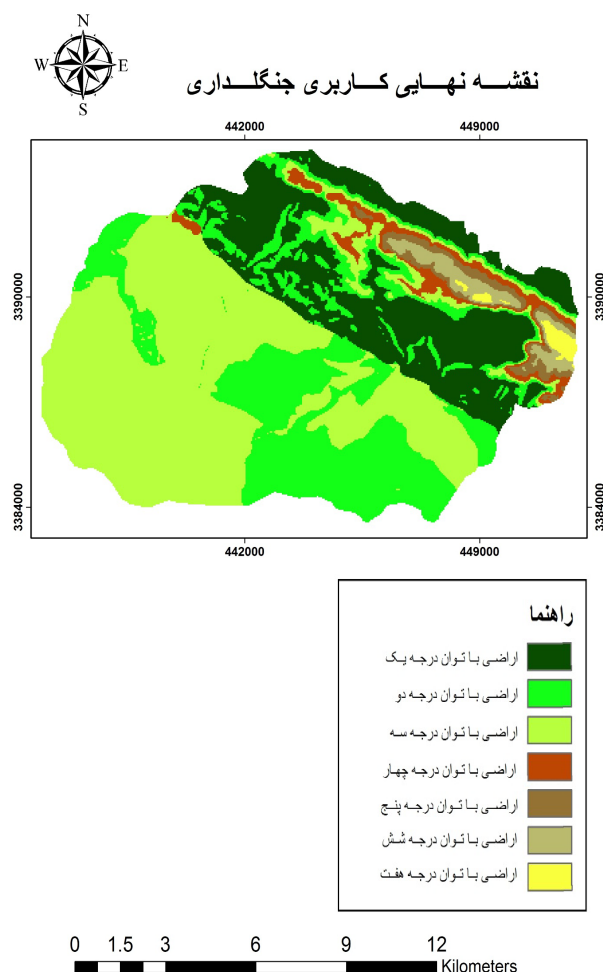 N
W E
S
نقشه نهایی کاربری جنگلداری
442000 449000
3390000 3390000
3384000 3384000
442000 449000
راهنما
اراضی با توان درجه یک
اراضی با توان درجه دو
اراضی با توان درجه سه
اراضی با توان درجه چهار
اراضی با توان درجه پنج
اراضی با توان درجه شش
اراضی با توان درجه هفت
0 1.5 3 6 9 12
Kilometers